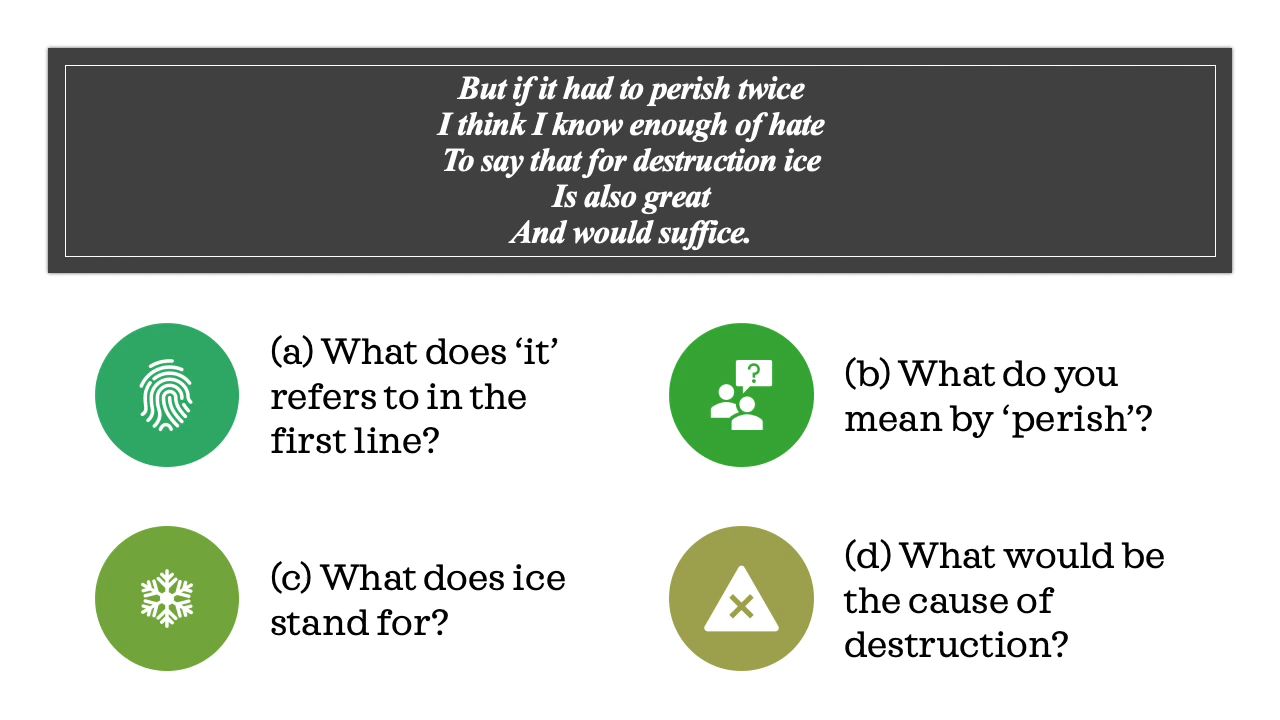 But if it had to perish twice
I think I know enough of hate
To say that for destruction ice
Is also great
And would suffice.
(a) What does ‘it’
refers to in the
first line?
(b) What do you
mean by ‘perish’?
(c) What does ice
stand for?
(d) What would be
the cause of
destruction?